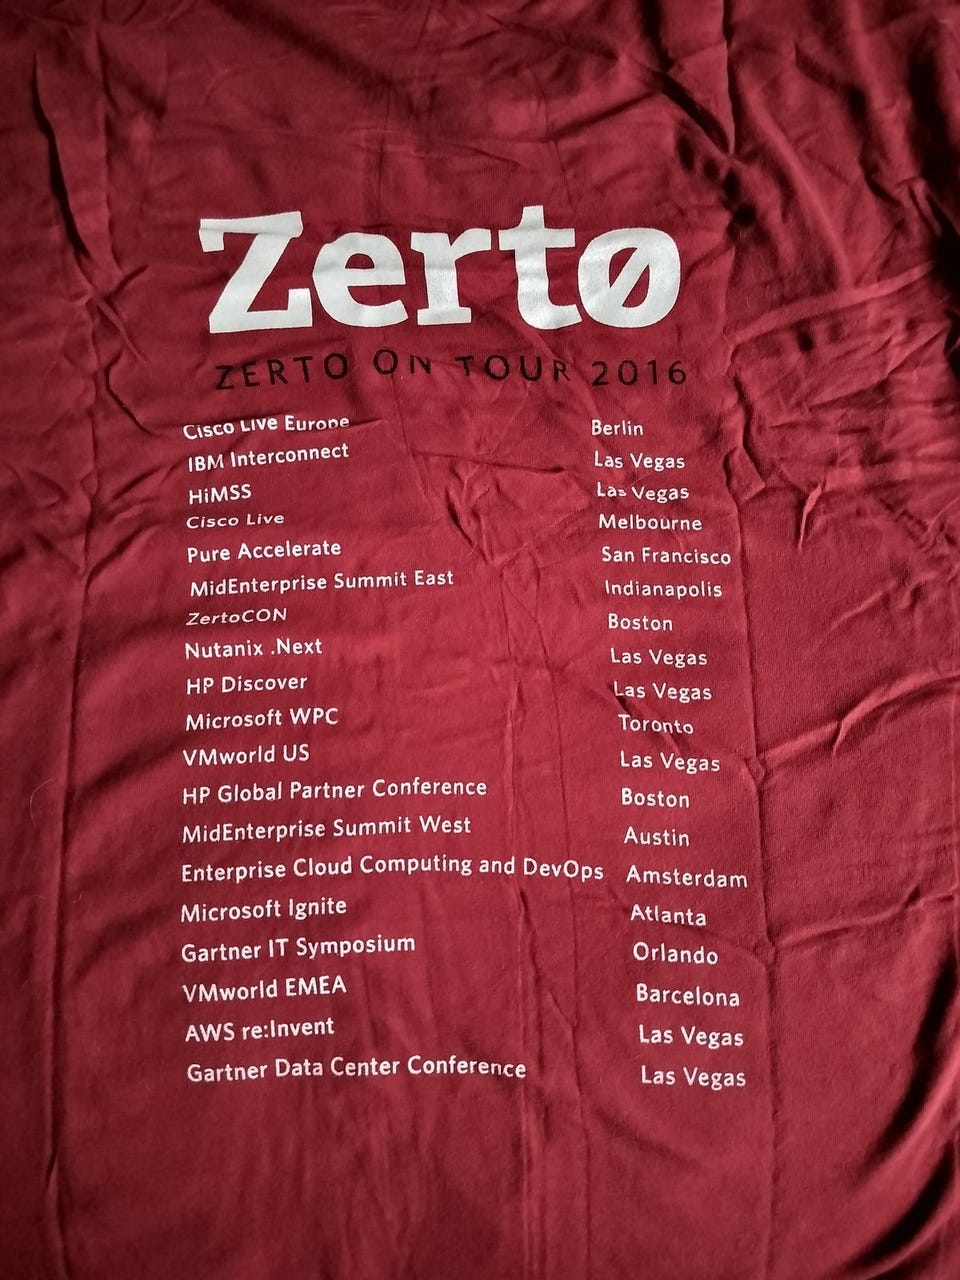 Zertø
ZERTO ON TOUR 2016
Cisco Live Europe Berlin
IBM Interconnect Las Vegas
HiMSS Las Vegas
Cisco Live Melbourne
Pure Accelerate San Francisco
MidEnterprise Summit East Indianapolis
ZertoCON Boston
Nutanix .Next Las Vegas
HP Discover Las Vegas
Microsoft WPC Toronto
VMworld US Las Vegas
HP Global Partner Conference Boston
MidEnterprise Summit West Austin
Enterprise Cloud Computing and DevOps Amsterdam
Microsoft Ignite Atlanta
Gartner IT Symposium Orlando
VMworld EMEA Barcelona
AWS re:Invent Las Vegas
Gartner Data Center Conference Las Vegas